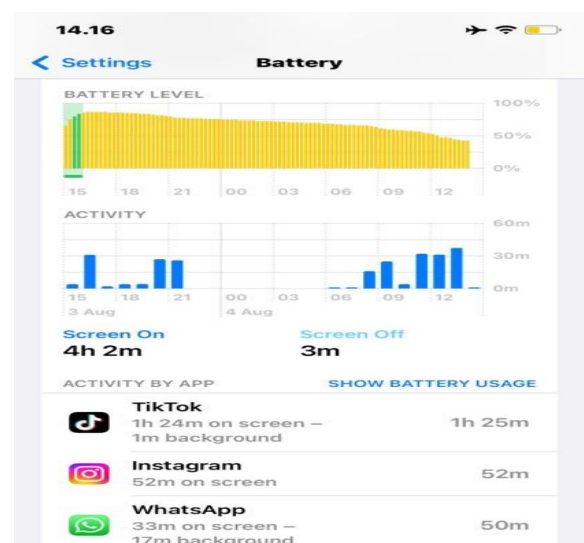 14.16
Settings Battery
BATTERY LEVEL
100%
50%
0%
15 18 21 00 03 06 09 12
ACTIVITY
60m
30m
0m
15 18 21 00 03 06 09 12
3 Aug 4 Aug
Screen On Screen Off
4h 2m 3m
ACTIVITY BY APP SHOW BATTERY USAGE
TikTok
1h 24m on screen –
1m background
1h 25m
Instagram
52m on screen
52m
WhatsApp
33m on screen –
17m background
50m